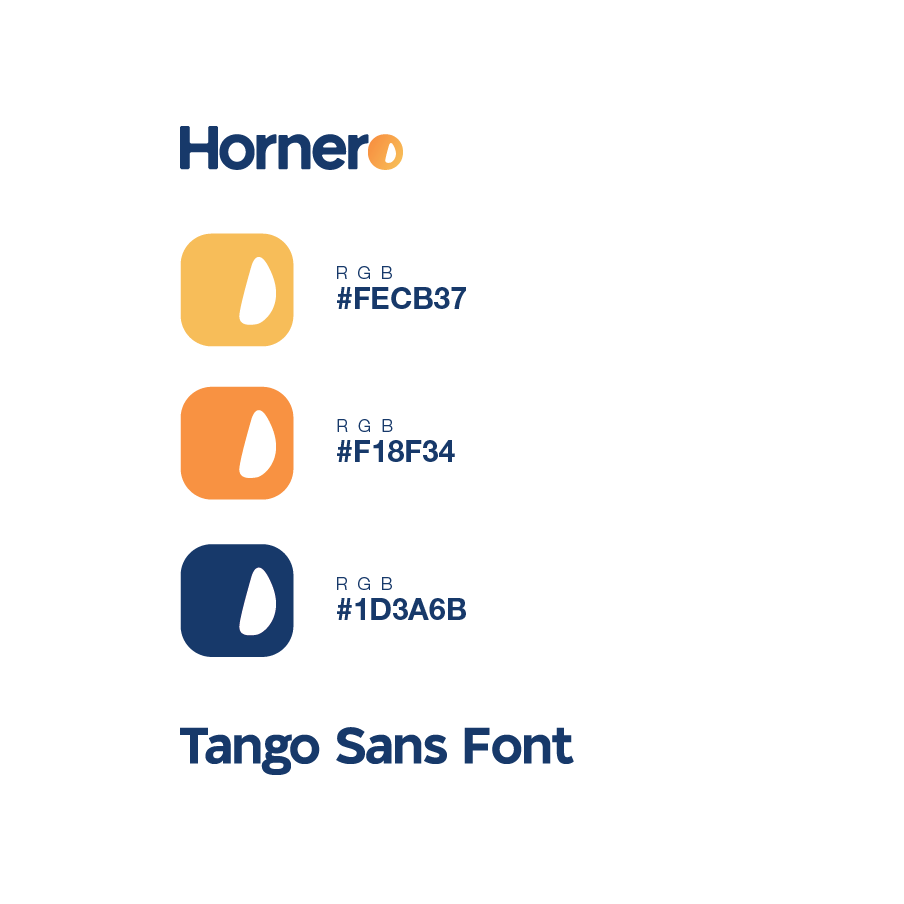 Hornero
R G B
#FECB37
R G B
#F18F34
R G B
#1D3A6B
Tango Sans Font